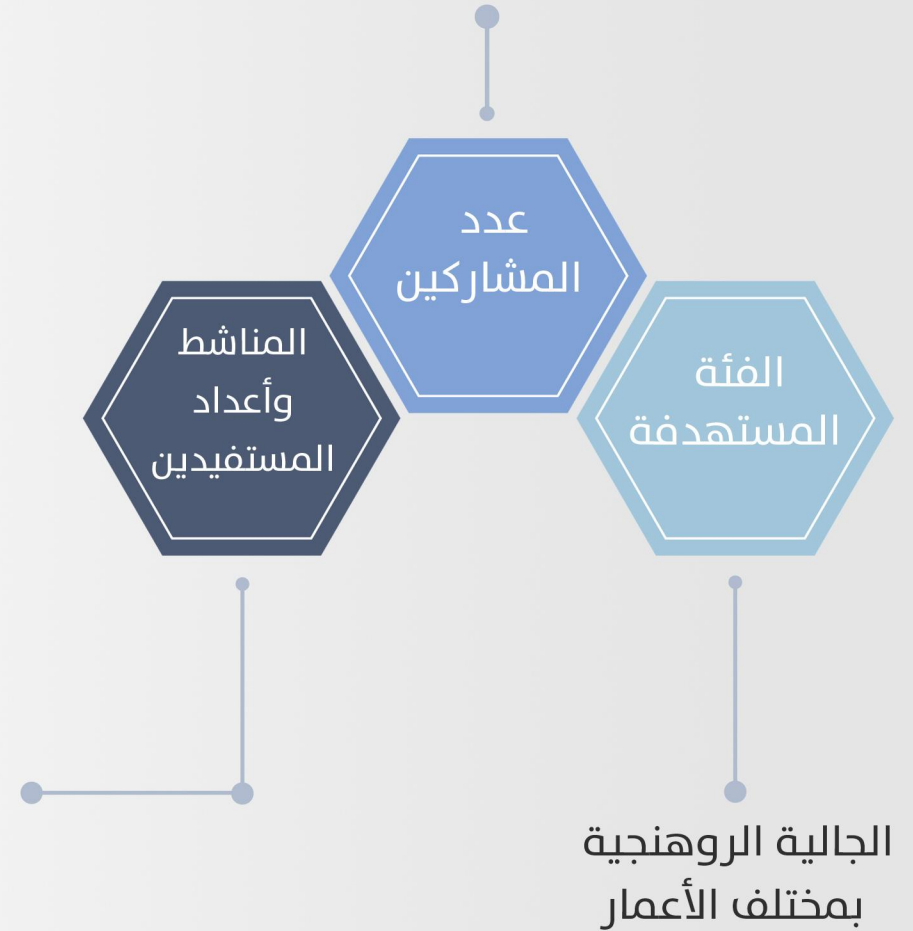 عدد
المشاركين
الفئة
المستهدفة
المناشط
وأعداد
المستفيدين
الجالية الروهنجية
بمختلف الأعمار